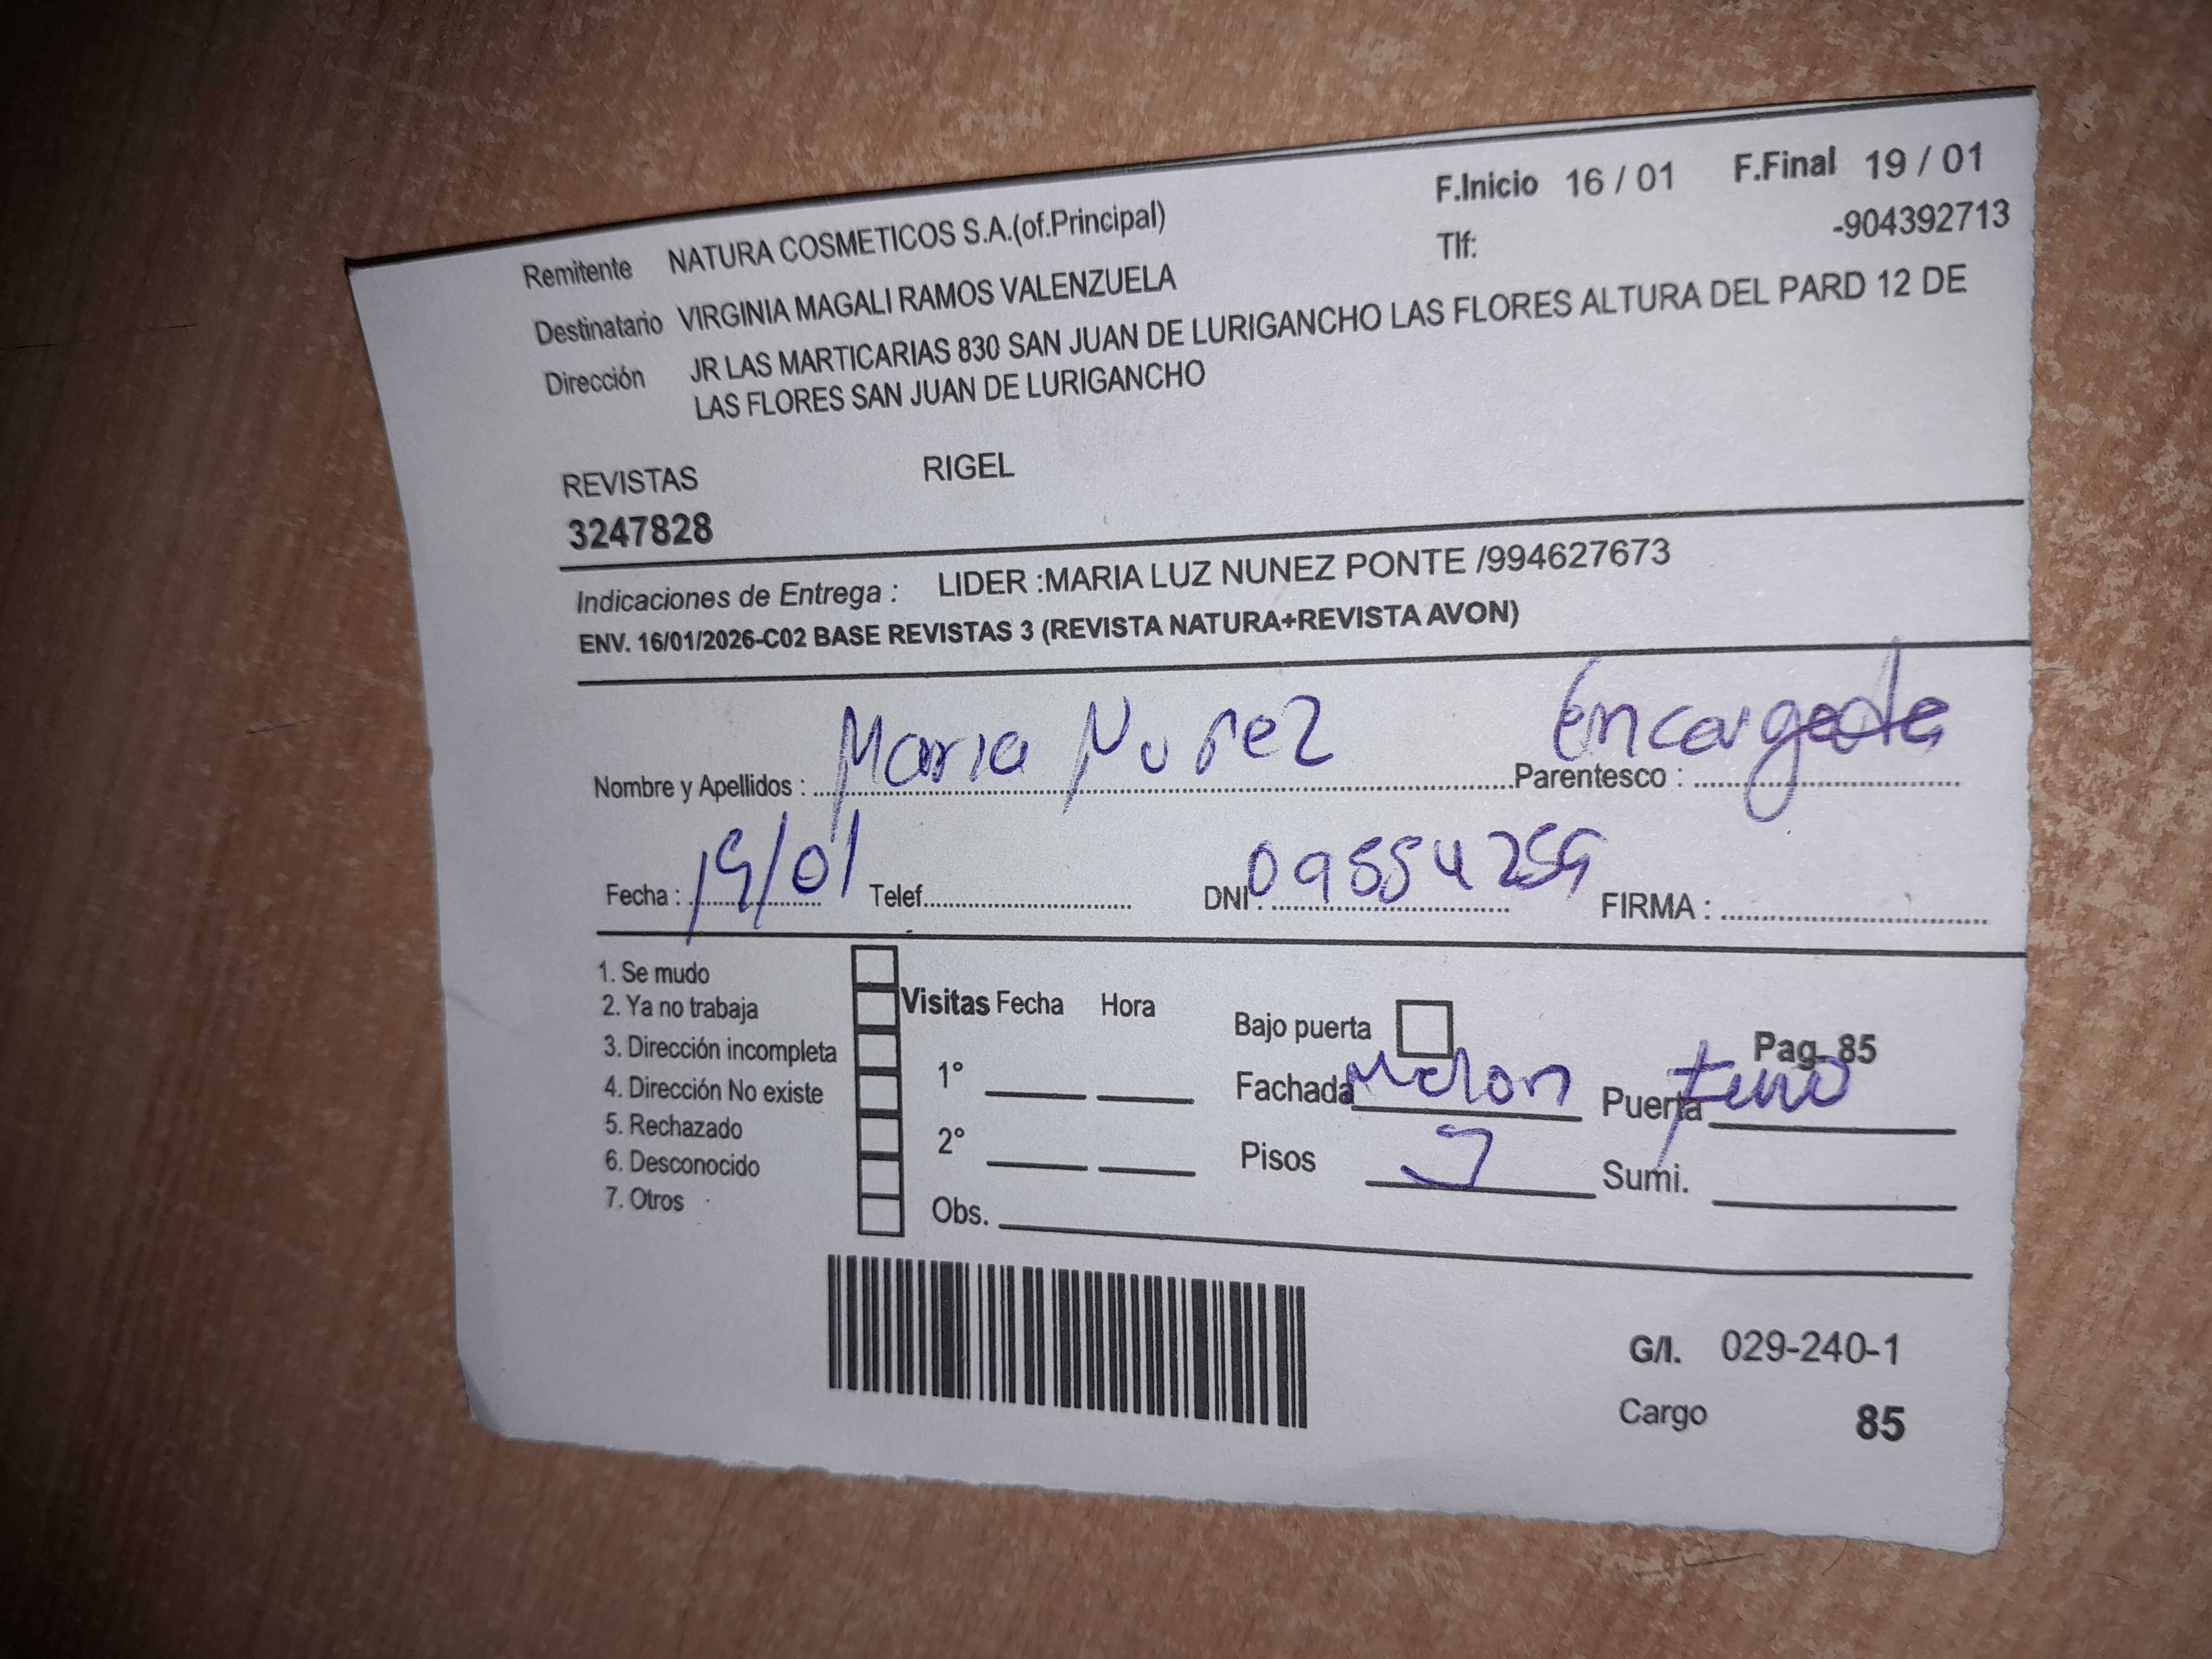 F.Inicio 16 / 01 F.Final 19 / 01
Remitente NATURA COSMETICOS S.A.(of.Principal) Tlf: -904392713
Destinatario VIRGINIA MAGALI RAMOS VALENZUELA
Dirección JR LAS MARTICARIAS 830 SAN JUAN DE LURIGANCHO LAS FLORES ALTURA DEL PARD 12 DE
LAS FLORES SAN JUAN DE LURIGANCHO
REVISTAS RIGEL
3247828
Indicaciones de Entrega : LIDER :MARIA LUZ NUNEZ PONTE /994627673
ENV. 16/01/2026-C02 BASE REVISTAS 3 (REVISTA NATURA+REVISTA AVON)
Nombre y Apellidos : Maria Nuñez Parentesco : Encargada
Fecha : 19/01 Telef. DNI : 09554259 FIRMA :
1. Se mudo
2. Ya no trabaja
3. Dirección incompleta
4. Dirección No existe
5. Rechazado
6. Desconocido
7. Otros
Visitas Fecha Hora
1°
2°
Obs.
Bajo puerta Pag. 85
Fachada Melon Puerta
Pisos Sumi.
G/I. 029-240-1
Cargo 85